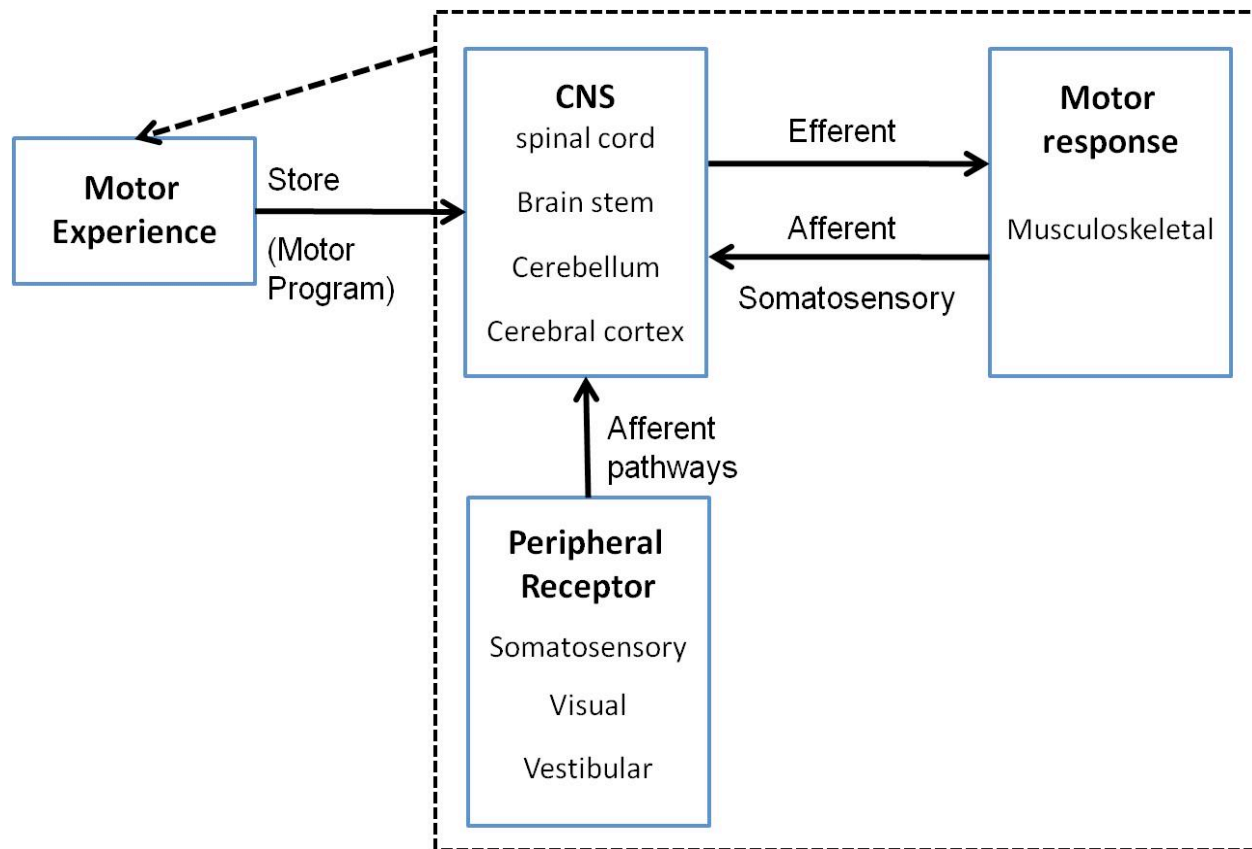 Motor
Experience
Store
(Motor
Program)
CNS
spinal cord
Brain stem
Cerebellum
Cerebral cortex
Efferent
Afferent
Somatosensory
Motor
response
Musculoskeletal
Afferent
pathways
Peripheral
Receptor
Somatosensory
Visual
Vestibular